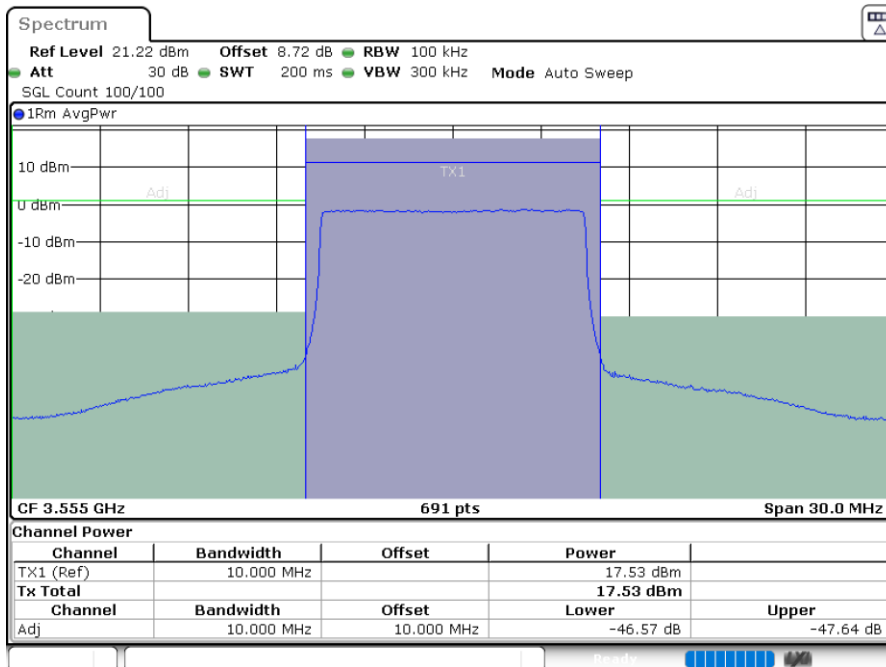 Spectrum
Ref Level 21.22 dBm Offset 8.72 dB RBW 100 kHz
Att 30 dB SWT 200 ms VBW 300 kHz Mode Auto Sweep
SGL Count 100/100
1Rm AvgPwr
10 dBm
TX1
Adj Adj
0 dBm
-10 dBm
-20 dBm
CF 3.555 GHz 691 pts Span 30.0 MHz
Channel Power
Channel Bandwidth Offset Power
TX1 (Ref) 10.000 MHz 17.53 dBm
Tx Total 17.53 dBm
Channel Bandwidth Offset Lower Upper
Adj 10.000 MHz 10.000 MHz -46.57 dB -47.64 dB
Ready